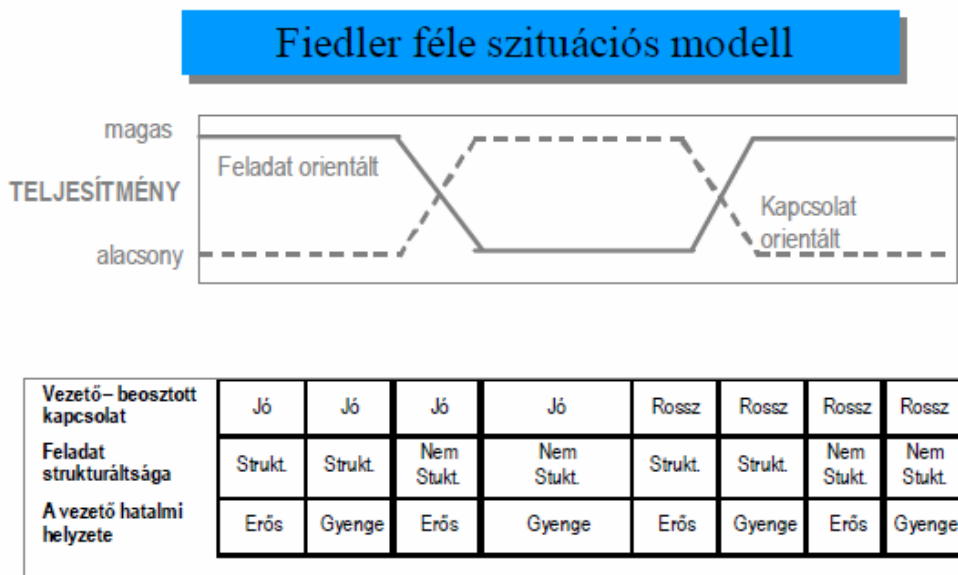 Fiedler féle szituációs modell
magas
Feladat orientált
TELJESÍTMÉNY
Kapcsolat
orientált
alacsony
Vezető – beosztott
kapcsolat
Jó Jó Jó Jó Rossz Rossz Rossz Rossz
Feladat
strukturáltsága
Strukt. Strukt. Nem Stukt. Nem Stukt. Strukt. Strukt. Nem Stukt. Nem Stukt.
A vezető hatalmi
helyzete
Erős Gyenge Erős Gyenge Erős Gyenge Erős Gyenge